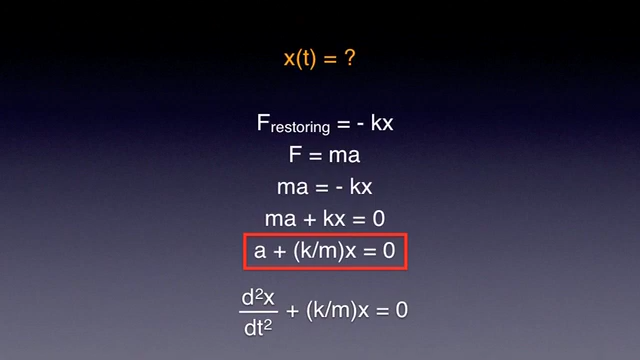 x(t) = ?
Frestoring = - kx
F = ma
ma = - kx
ma + kx = 0
a + (k/m)x = 0
d²x
dt² + (k/m)x = 0